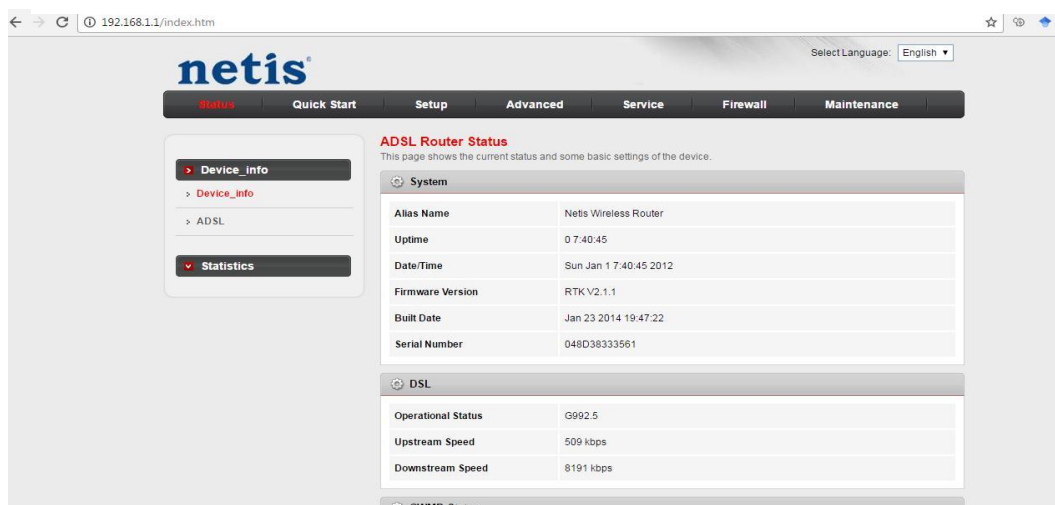 192.168.1.1/index.htm
Select Language: English
netis
Status Quick Start Setup Advanced Service Firewall Maintenance
ADSL Router Status
This page shows the current status and some basic settings of the device.
Device_info
Device_info
ADSL
Statistics
System
Alias Name Netis Wireless Router
Uptime 0 7:40:45
Date/Time Sun Jan 1 7:40:45 2012
Firmware Version RTK V2.1.1
Built Date Jan 23 2014 19:47:22
Serial Number 048D38333561
DSL
Operational Status G992.5
Upstream Speed 509 kbps
Downstream Speed 8191 kbps